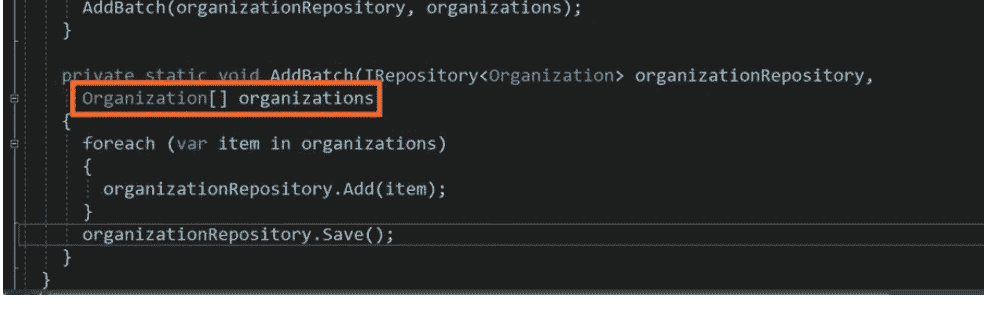 AddBatch(organizationRepository, organizations);
}
private static void AddBatch(IRepository<Organization> organizationRepository,
Organization[] organizations
{
foreach (var item in organizations)
{
organizationRepository.Add(item);
}
organizationRepository.Save();
}
}